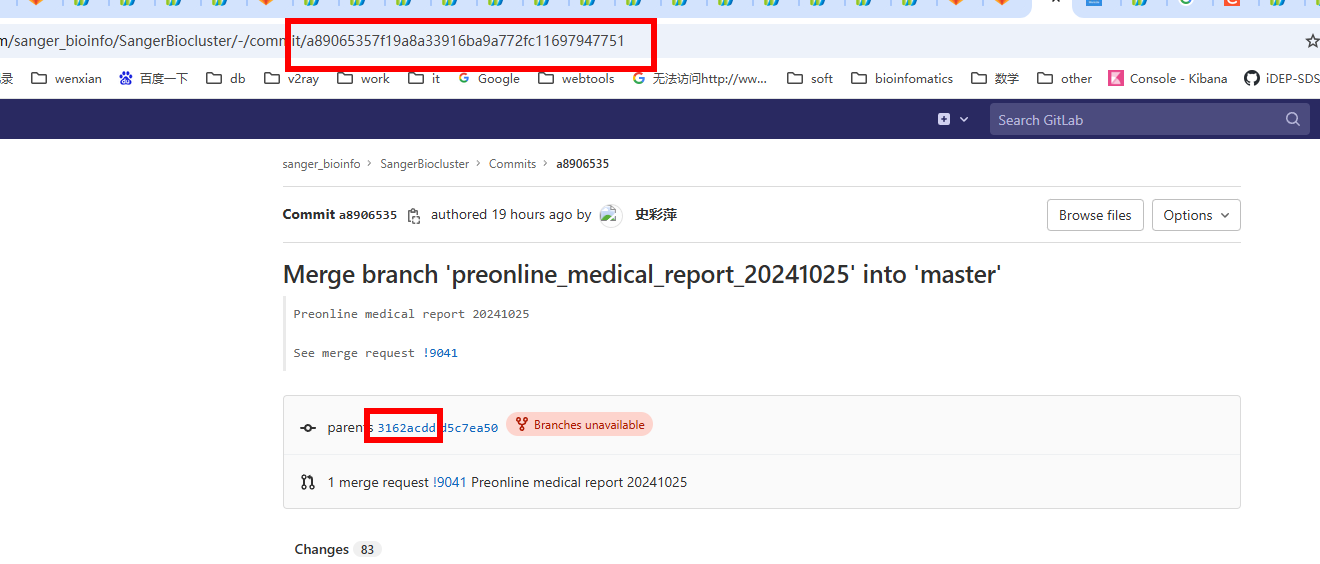 m/sanger_bioinfo/SangerBiocluster/-/commit/a89065357f19a8a33916ba9a772fc11697947751
录 wenxian 百度一下 db v2ray work it Google webtools 无法访问http://ww... soft bioinfomatics 数学 other Console - Kibana iDEP-SDS
Search GitLab
sanger_bioinfo › SangerBiocluster › Commits › a8906535
Commit a8906535 authored 19 hours ago by 史彩萍 Browse files Options
Merge branch 'preonline_medical_report_20241025' into 'master'
Preonline medical report 20241025
See merge request !9041
parents 3162acdd d5c7ea50 Branches unavailable
1 merge request !9041 Preonline medical report 20241025
Changes 83